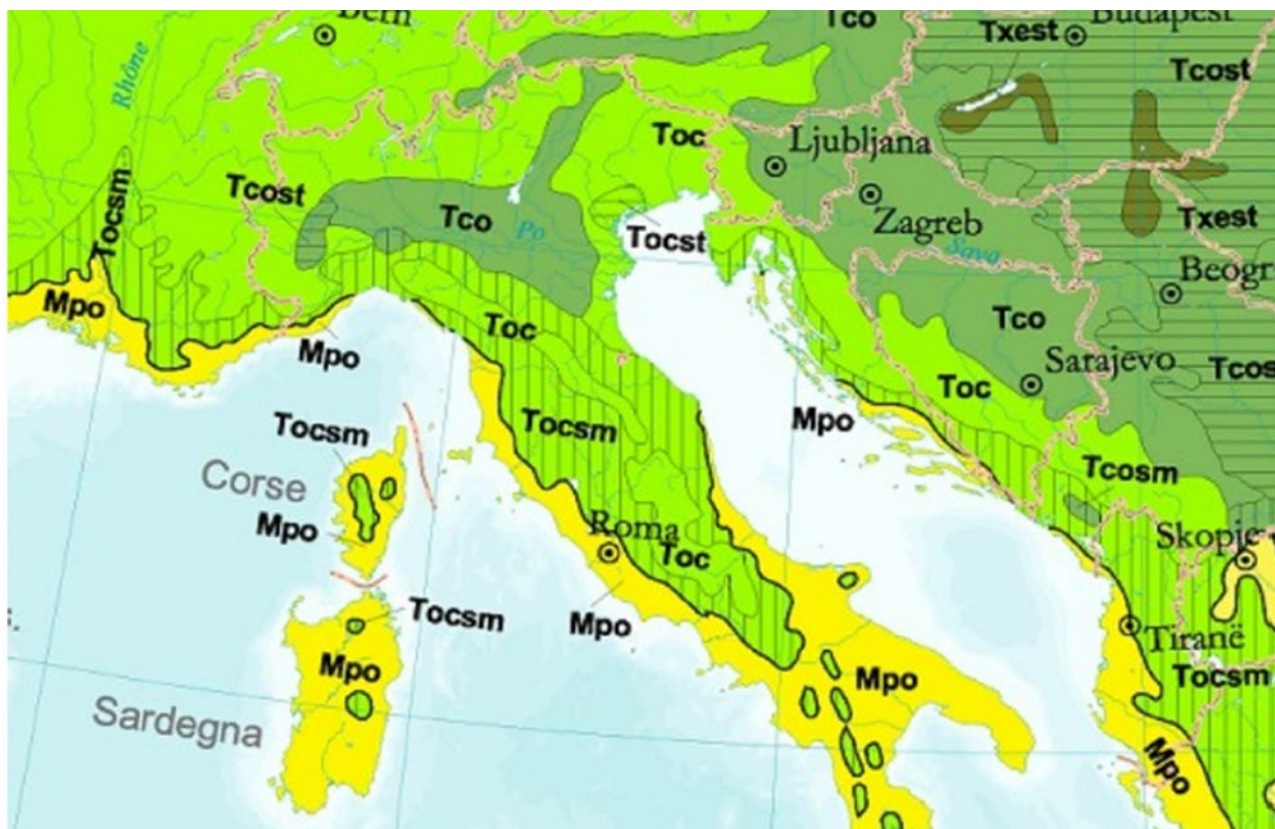 Bern
Tco
Budapest
Txest
Tcost
Rhône
Toc
Ljubljana
Tocsm
Tcost
Tco
Po
Tocst
Zagreb
Sava
Txest
Beogr
Mpo
Mpo
Toc
Tco
Sarajevo
Tcos
Toc
Mpo
Tocsm
Tocsm
Tcosm
Corse
Mpo
Roma
Toc
Skopje
Tocsm
Mpo
Tiranë
Mpo
Mpo
Tocsm
Sardegna
Mpo